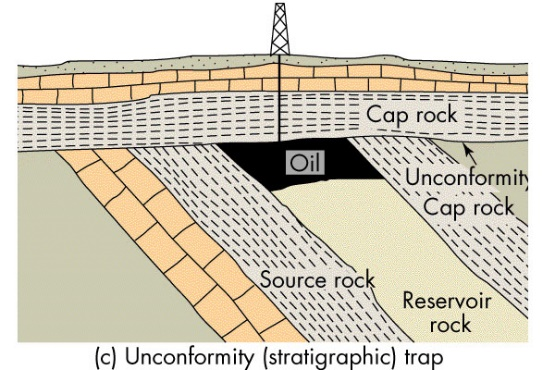 Cap rock
Oil
Unconformity
Cap rock
Source rock
Reservoir
rock
(c) Unconformity (stratigraphic) trap